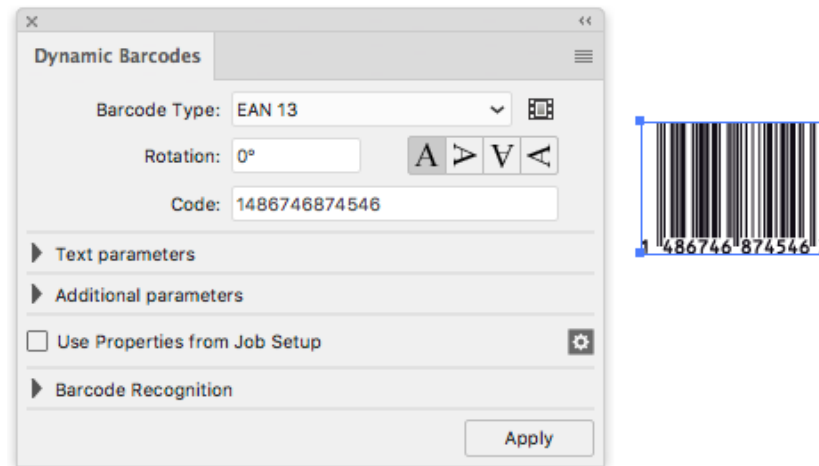 Dynamic Barcodes
Barcode Type: EAN 13
Rotation: 0° A A A A
Code: 1486746874546
Text parameters
Additional parameters
Use Properties from Job Setup
Barcode Recognition
Apply
1 486746 874546